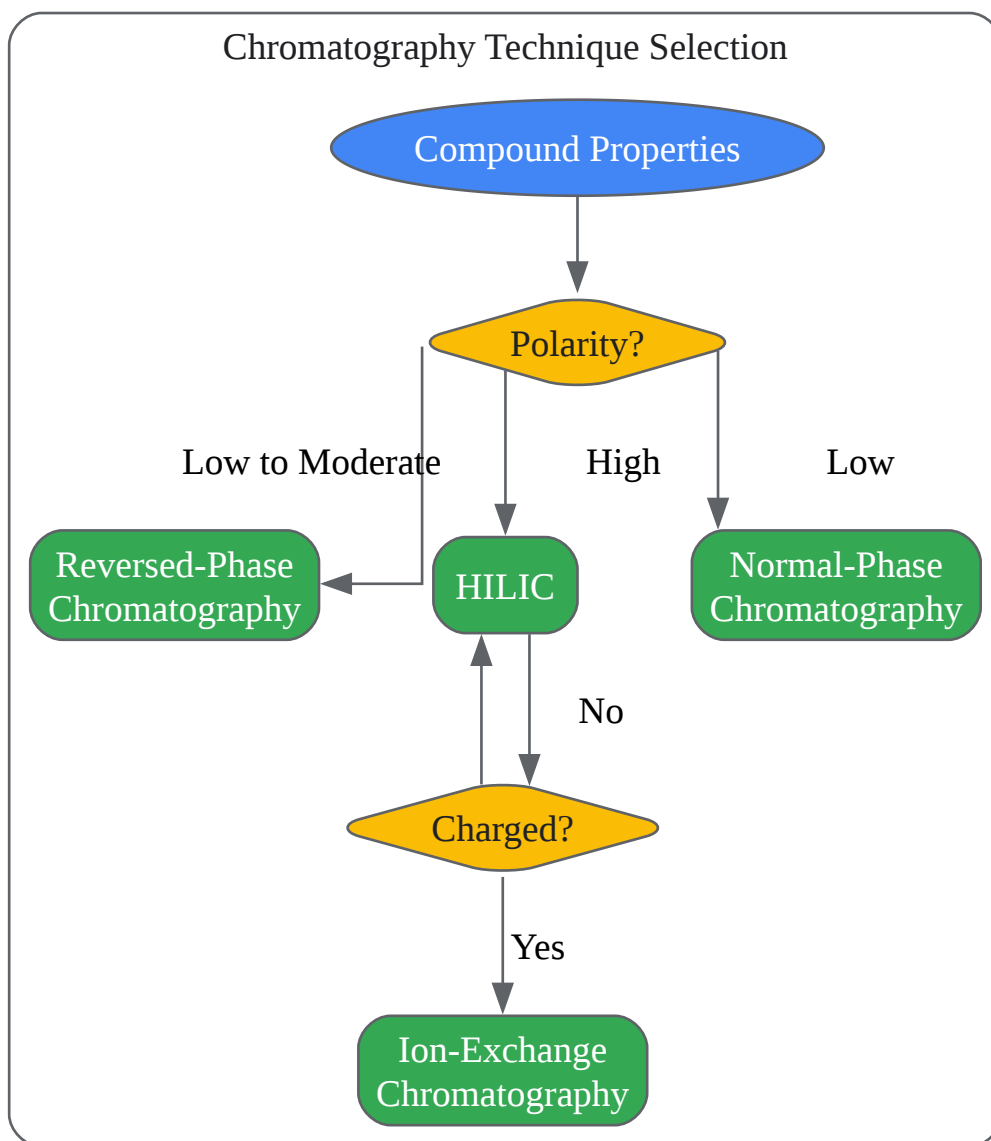 Chromatography Technique Selection
Compound Properties
Polarity?
Low to Moderate
High
Low
Reversed-Phase
Chromatography
HILIC
Normal-Phase
Chromatography
No
Charged?
Yes
Ion-Exchange
Chromatography